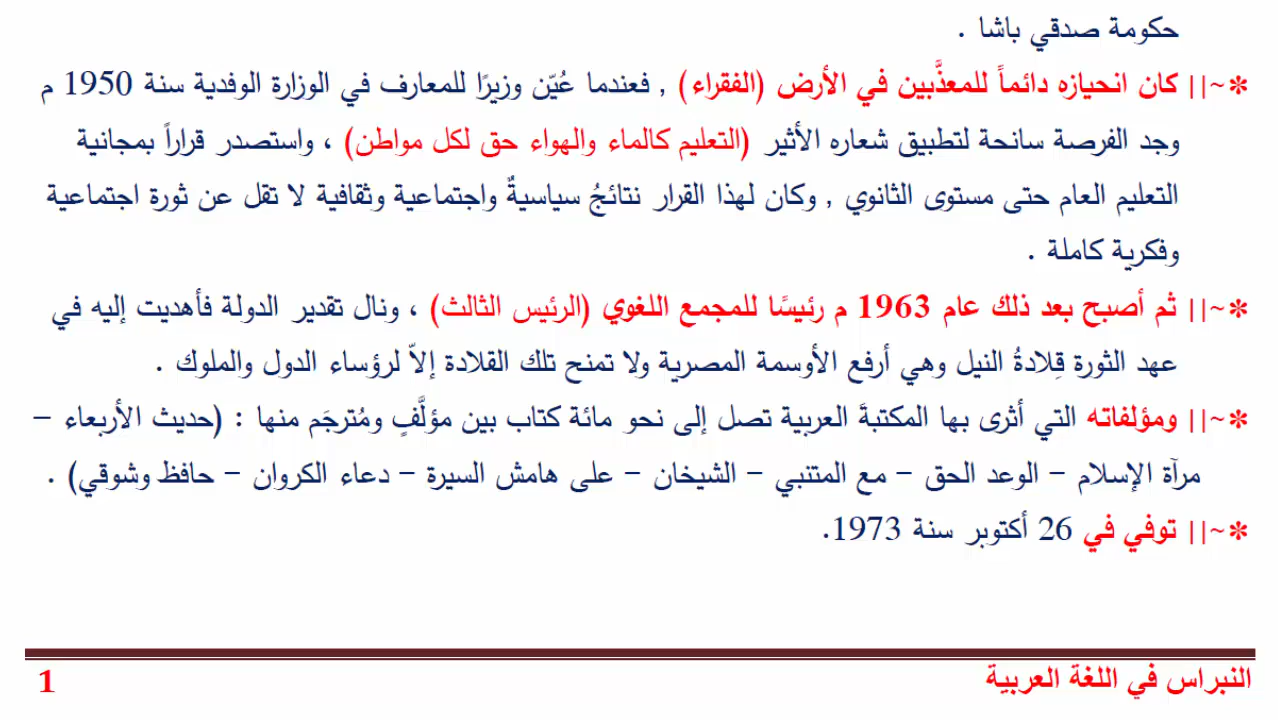 حكومة صدقي باشا .
*~|| كان انحيازه دائماً للمعذَّبين في الأرض (الفقراء) , فعندما عُيّن وزيرًا للمعارف في الوزارة الوفدية سنة 1950 م
وجد الفرصة سانحة لتطبيق شعاره الأثير (التعليم كالماء والهواء حق لكل مواطن) ، واستصدر قراراً بمجانية
التعليم العام حتى مستوى الثانوي , وكان لهذا القرار نتائجُ سياسيةٌ واجتماعية وثقافية لا تقل عن ثورة اجتماعية
وفكرية كاملة .
*~|| ثم أصبح بعد ذلك عام 1963 م رئيسًا للمجمع اللغوي (الرئيس الثالث) ، ونال تقدير الدولة فأهديت إليه في
عهد الثورة قِلادةُ النيل وهي أرفع الأوسمة المصرية ولا تمنح تلك القلادة إلاّ لرؤساء الدول والملوك .
*~|| ومؤلفاته التي أثرى بها المكتبةَ العربية تصل إلى نحو مائة كتاب بين مؤلَّفٍ ومُترجَم منها : (حديث الأربعاء –
مرآة الإسلام – الوعد الحق – مع المتنبي – الشيخان – على هامش السيرة – دعاء الكروان – حافظ وشوقي) .
*~|| توفي في 26 أكتوبر سنة 1973.
النبراس في اللغة العربية
1